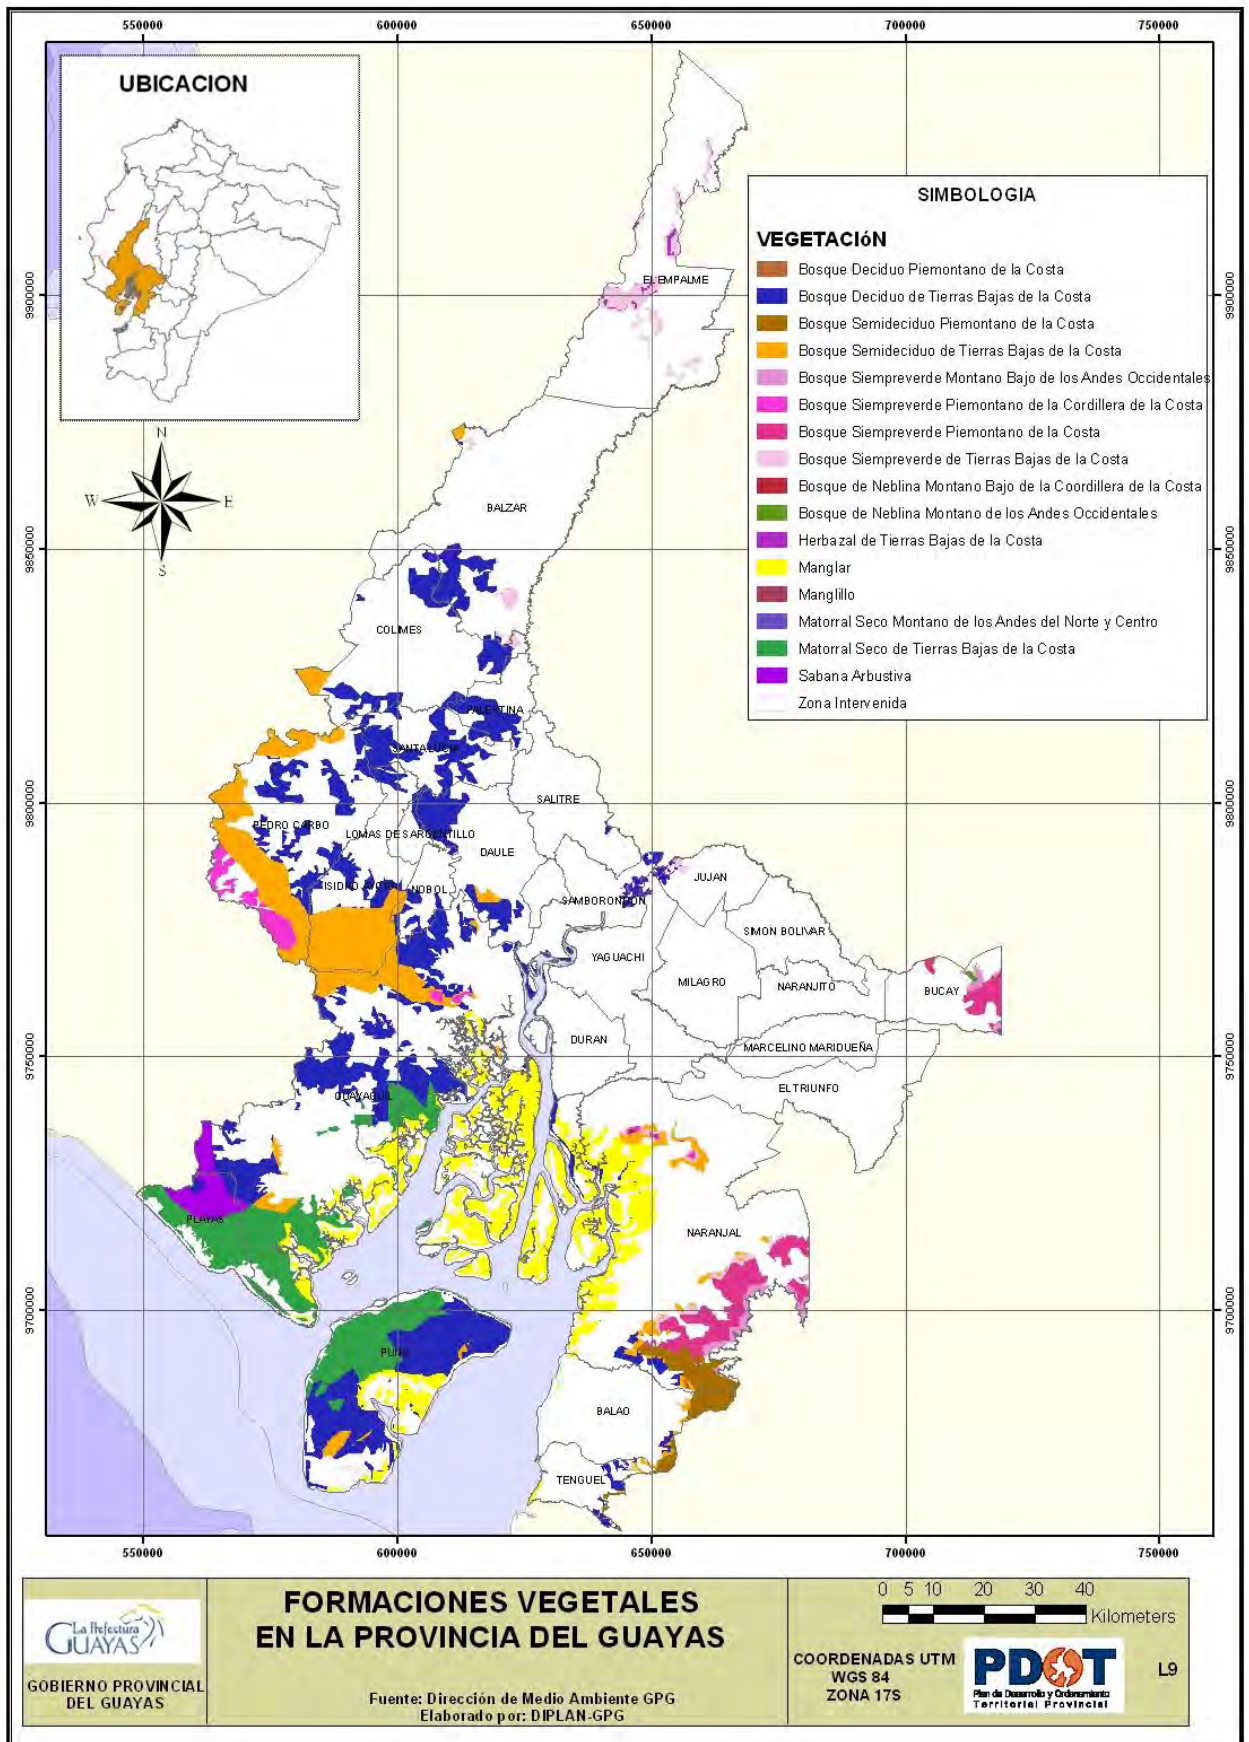 550000
600000
650000
700000
750000
UBICACION
SIMBOLOGIA
VEGETACIóN
Bosque Deciduo Piemontano de la Costa
Bosque Deciduo de Tierras Bajas de la Costa
Bosque Semideciduo Piemontano de la Costa
Bosque Semideciduo de Tierras Bajas de la Costa
Bosque Siempreverde Montano Bajo de los Andes Occidentales
Bosque Siempreverde Piemontano de la Cordillera de la Costa
Bosque Siempreverde Piemontano de la Costa
Bosque Siempreverde de Tierras Bajas de la Costa
Bosque de Neblina Montano Bajo de la Coordillera de la Costa
Bosque de Neblina Montano de los Andes Occidentales
Herbazal de Tierras Bajas de la Costa
Manglar
Manglillo
Matorral Seco Montano de los Andes del Norte y Centro
Matorral Seco de Tierras Bajas de la Costa
Sabana Arbustiva
Zona Intervenida
9900000
9900000
9850000
9850000
9800000
9800000
9750000
9750000
9700000
9700000
N
W
E
S
EL EMPALME
BALZAR
COLIMES
PALESTINA
SANTA LUCIA
SALITRE
PEDRO CARBO
LOMAS DE SARGENTILLO
DAULE
ISIDRO AYORA
NOBOL
JUJAN
SAMBORONDON
SIMON BOLIVAR
YAGUACHI
MILAGRO
NARANJITO
BUCAY
DURAN
MARCELINO MARIDUEÑA
EL TRIUNFO
GUAYAQUIL
PLAYAS
NARANJAL
PUNA
BALAO
TENGUEL
550000
600000
650000
700000
750000
La Prefectura
GUAYAS
GOBIERNO PROVINCIAL
DEL GUAYAS
FORMACIONES VEGETALES
EN LA PROVINCIA DEL GUAYAS
Fuente: Dirección de Medio Ambiente GPG
Elaborado por: DIPLAN-GPG
0 5 10 20 30 40
Kilometers
COORDENADAS UTM
WGS 84
ZONA 17S
PDOT
Plan de Desarrollo y Ordenamiento
Territorial Provincial
L9